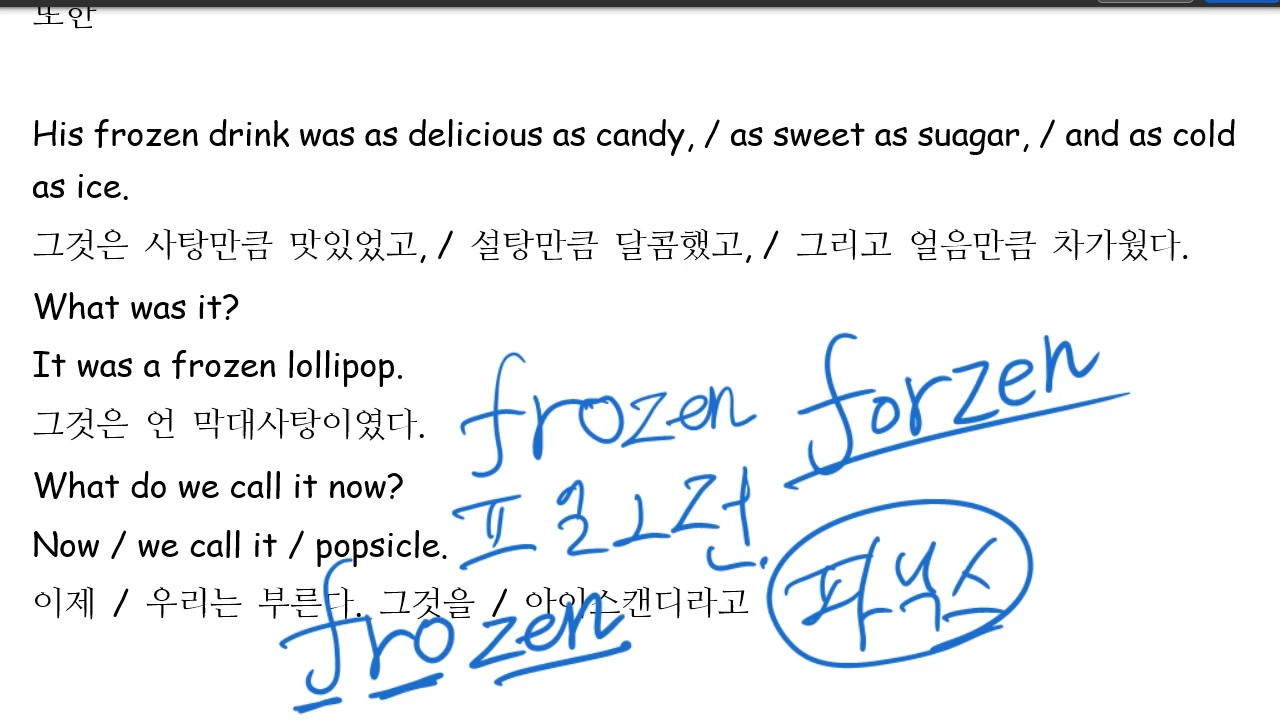 또한
His frozen drink was as delicious as candy, / as sweet as suagar, / and as cold
as ice.
그것은 사탕만큼 맛있었고, / 설탕만큼 달콤했고, / 그리고 얼음만큼 차가웠다.
What was it?
It was a frozen lollipop.
frozen forzen
그것은 언 막대사탕이였다.
What do we call it now?
Now / we call it / popsicle.
이제 / 우리는 부른다. 그것을 / 아이스캔디라고
파닉스
frozen